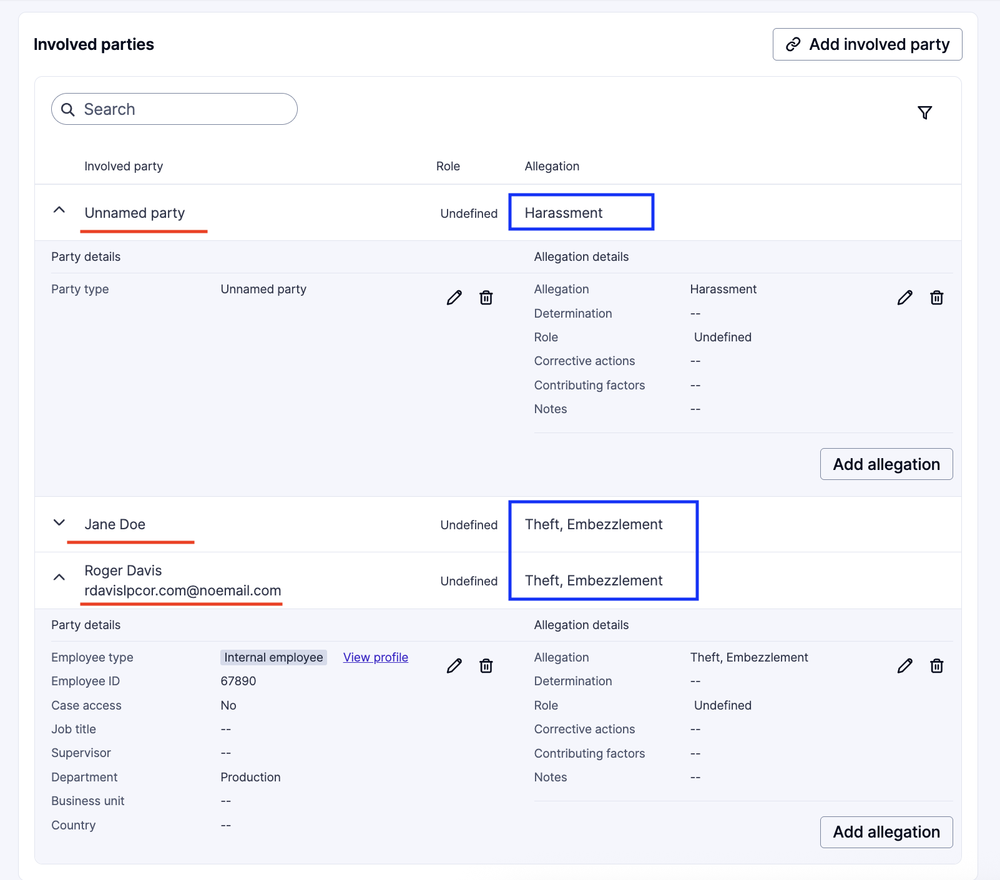 Involved parties
Add involved party
Search
Involved party Role Allegation
Unnamed party Undefined Harassment
Party details Allegation details
Party type Unnamed party Allegation Harassment
Determination --
Role Undefined
Corrective actions --
Contributing factors --
Notes --
Add allegation
Jane Doe Undefined Theft, Embezzlement
Roger Davis
rdavislpcor.com@noemail.com Undefined Theft, Embezzlement
Party details Allegation details
Employee type Internal employee View profile Allegation Theft, Embezzlement
Employee ID 67890 Determination --
Case access No Role Undefined
Job title -- Corrective actions --
Supervisor -- Contributing factors --
Department Production Notes --
Business unit --
Country --
Add allegation